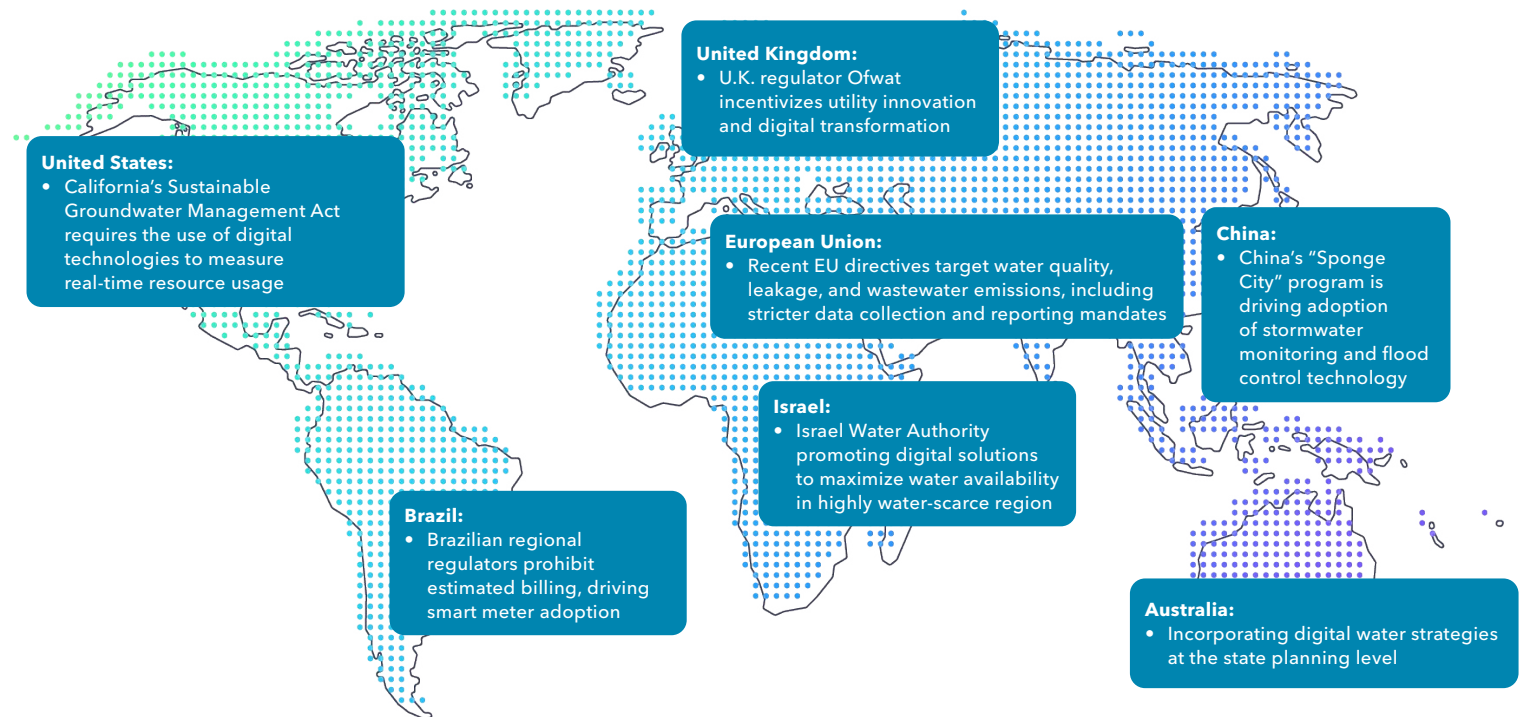 United Kingdom:
• U.K. regulator Ofwat
incentivizes utility innovation
and digital transformation
United States:
• California’s Sustainable
Groundwater Management Act
requires the use of digital
technologies to measure
real-time resource usage
European Union:
• Recent EU directives target water quality,
leakage, and wastewater emissions, including
stricter data collection and reporting mandates
China:
• China’s “Sponge
City” program is
driving adoption
of stormwater
monitoring and flood
control technology
Israel:
• Israel Water Authority
promoting digital solutions
to maximize water availability
in highly water-scarce region
Brazil:
• Brazilian regional
regulators prohibit
estimated billing, driving
smart meter adoption
Australia:
• Incorporating digital water strategies
at the state planning level